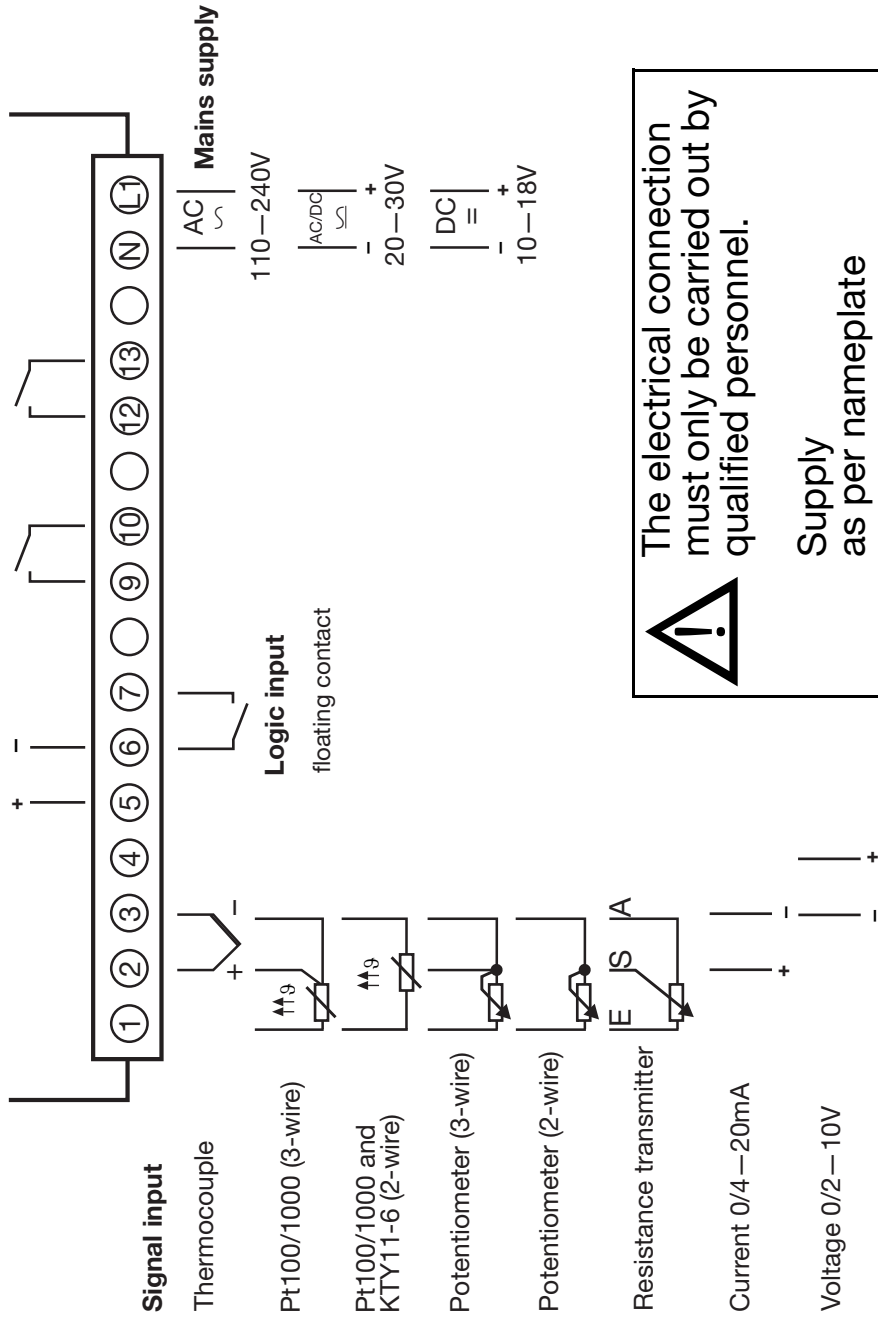 + −
1 2 3 4 5 6 7 9 10 12 13 N L1
Signal input
Thermocouple
+ −
Pt100/1000 (3-wire)
ϑ
Pt100/1000 and
KTY11-6 (2-wire)
ϑ
Potentiometer (3-wire)
Potentiometer (2-wire)
Resistance transmitter
E S A
Current 0/4—20mA
+ −
Voltage 0/2—10V
− +
Logic input
floating contact
AC
Mains supply
110—240V
AC/DC
− +
20—30V
DC
=
− +
10—18V
The electrical connection
must only be carried out by
qualified personnel.
Supply
as per nameplate